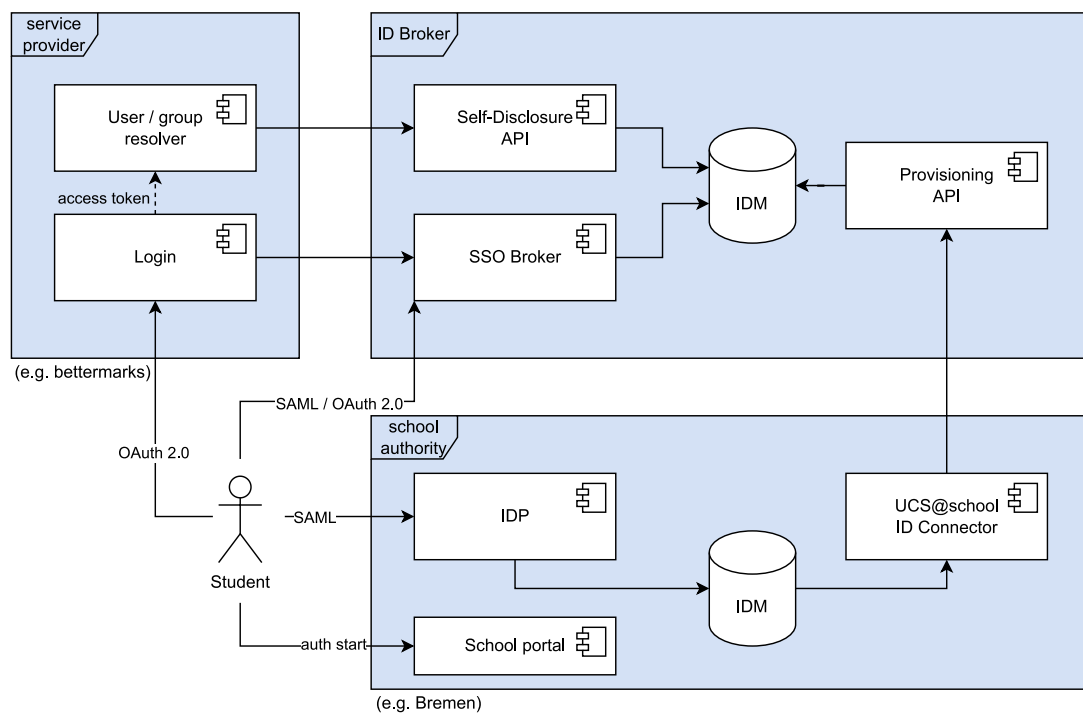 service
provider
User / group
resolver
access token
Login
(e.g. bettermarks)
ID Broker
Self-Disclosure
API
SSO Broker
IDM
Provisioning
API
SAML / OAuth 2.0
OAuth 2.0
SAML
Student
auth start
school
authority
IDP
IDM
UCS@school
ID Connector
School portal
(e.g. Bremen)